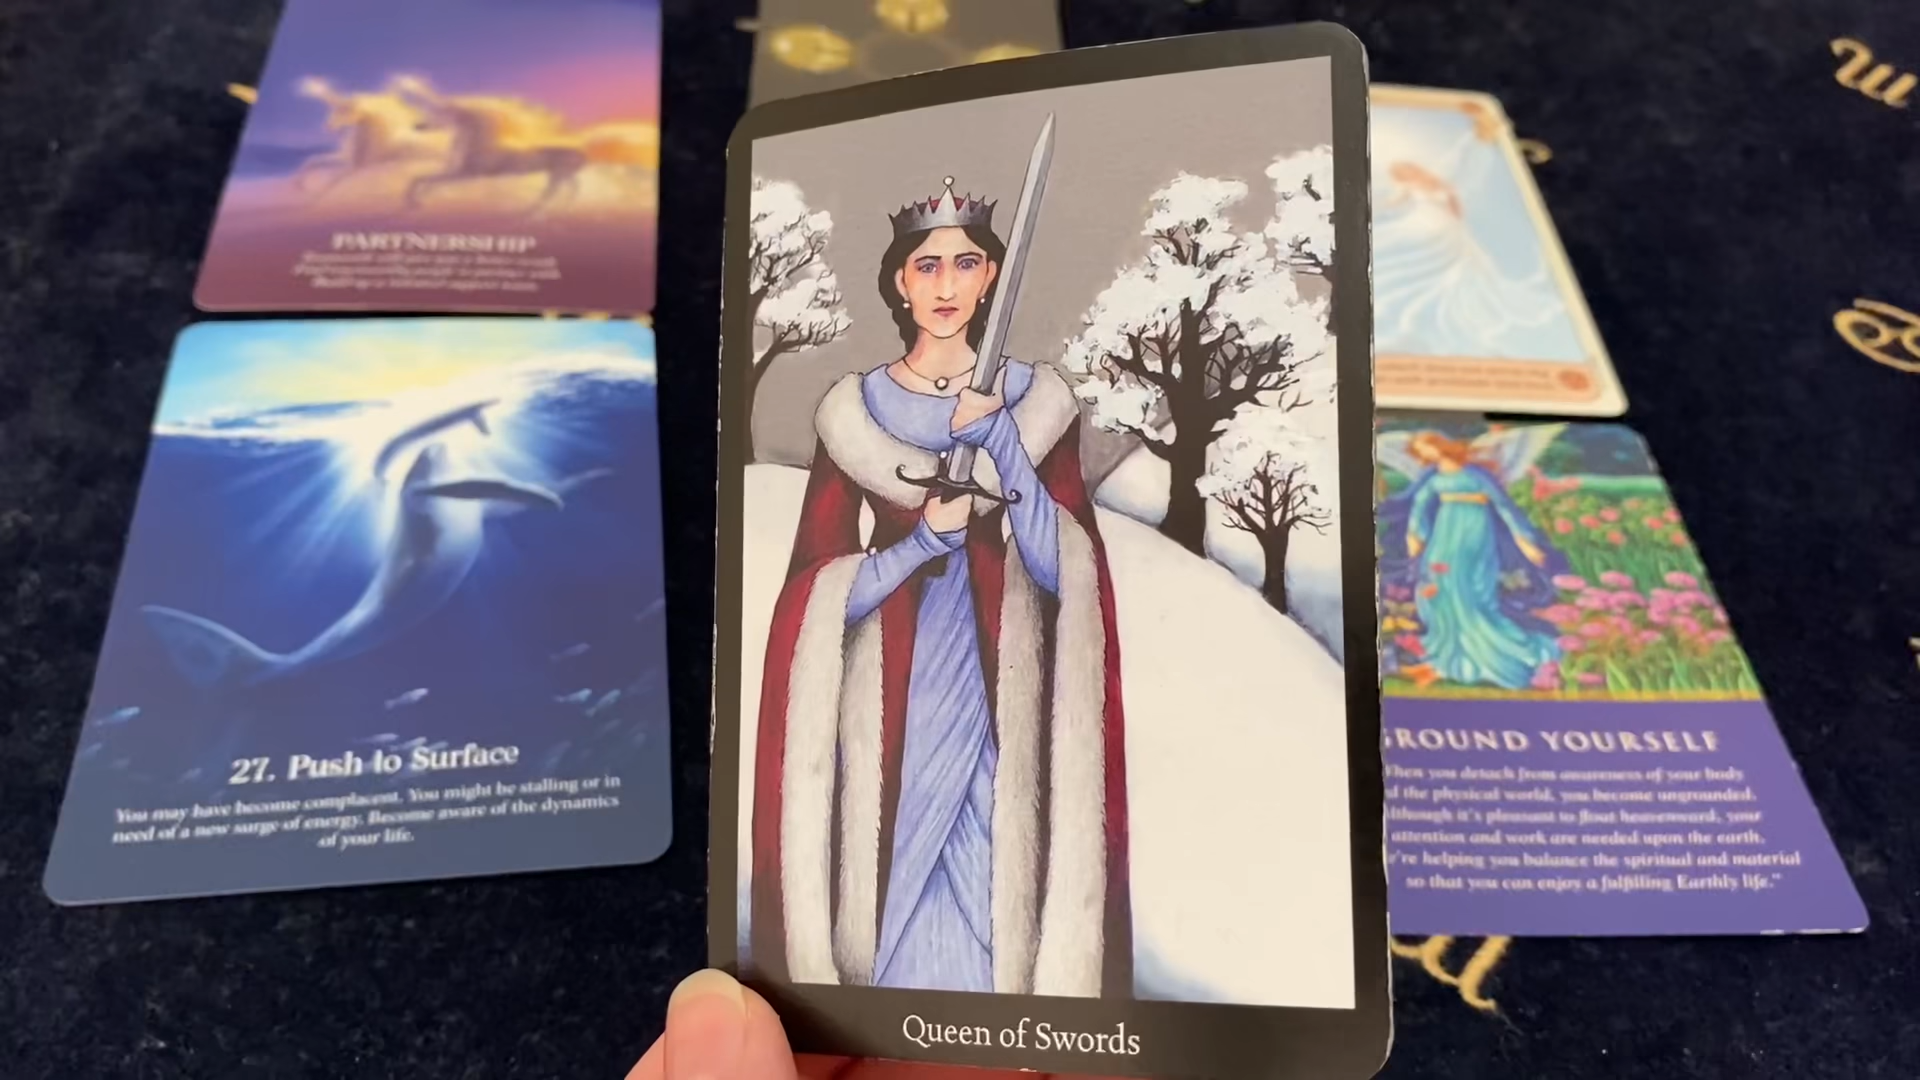 PARTNERSHIP
27. Push to Surface
You may have become complacent. You might be stalling or in
need of a new surge of energy. Become aware of the dynamics
of your life.
Queen of Swords
GROUND YOURSELF
When you detach from awareness of your body
the physical world, you become ungrounded.
Although it's pleasant to float heavenward, your
attention and work are needed upon the earth.
're helping you balance the spiritual and material
so that you can enjoy a fulfilling Earthly life."